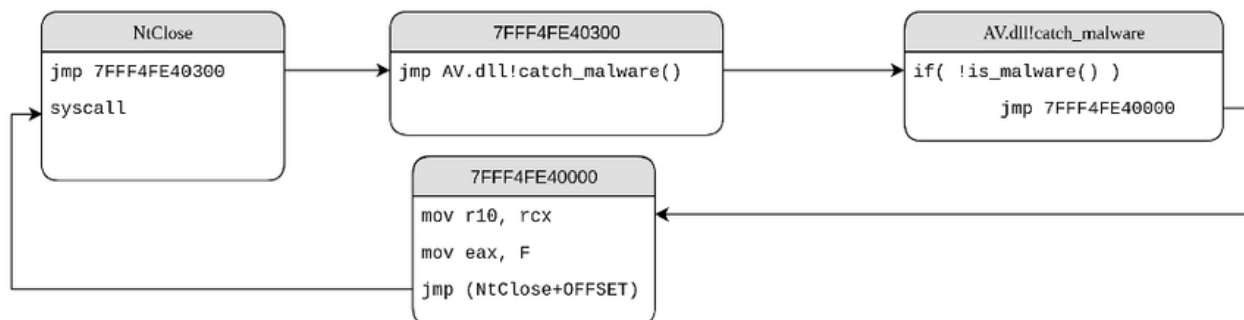 NtClose
jmp 7FFF4FE40300
syscall
7FFF4FE40300
jmp AV.dll!catch_malware()
AV.dll!catch_malware
if( !is_malware() )
jmp 7FFF4FE40000
7FFF4FE40000
mov r10, rcx
mov eax, F
jmp (NtClose+OFFSET)